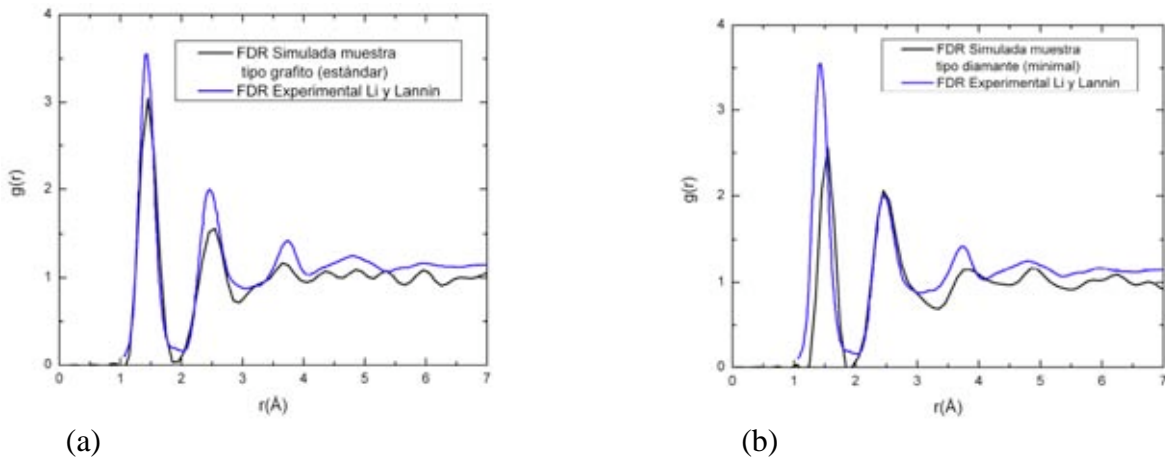 4
3
2
1
0
g(r)
FDR Simulada muestra
tipo grafito (estándar)
FDR Experimental Li y Lannin
0 1 2 3 4 5 6 7
r(Å)
(a)
4
3
2
1
0
g(r)
FDR Simulada muestra
tipo diamante (minimal)
FDR Experimental Li y Lannin
0 1 2 3 4 5 6 7
r(Å)
(b)